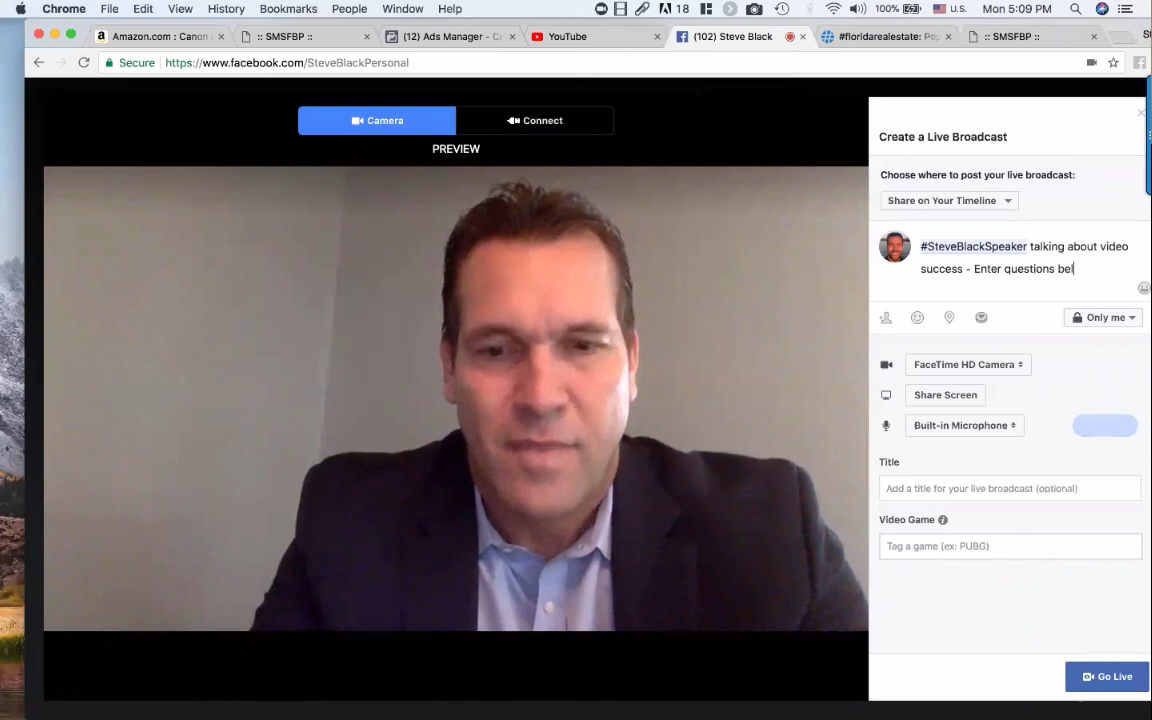 Chrome File Edit View History Bookmarks People Window Help 18 100% U.S. Mon 5:09 PM
Amazon.com : Canon :: SMSFBP :: (12) Ads Manager - C YouTube (102) Steve Black #floridarealestate: Po :: SMSFBP :: St
Secure https://www.facebook.com/SteveBlackPersonal
Camera Connect
PREVIEW
Create a Live Broadcast
Choose where to post your live broadcast:
Share on Your Timeline
#SteveBlackSpeaker talking about video
success - Enter questions bel
Only me
FaceTime HD Camera
Share Screen
Built-in Microphone
Title
Add a title for your live broadcast (optional)
Video Game
Tag a game (ex: PUBG)
Go Live